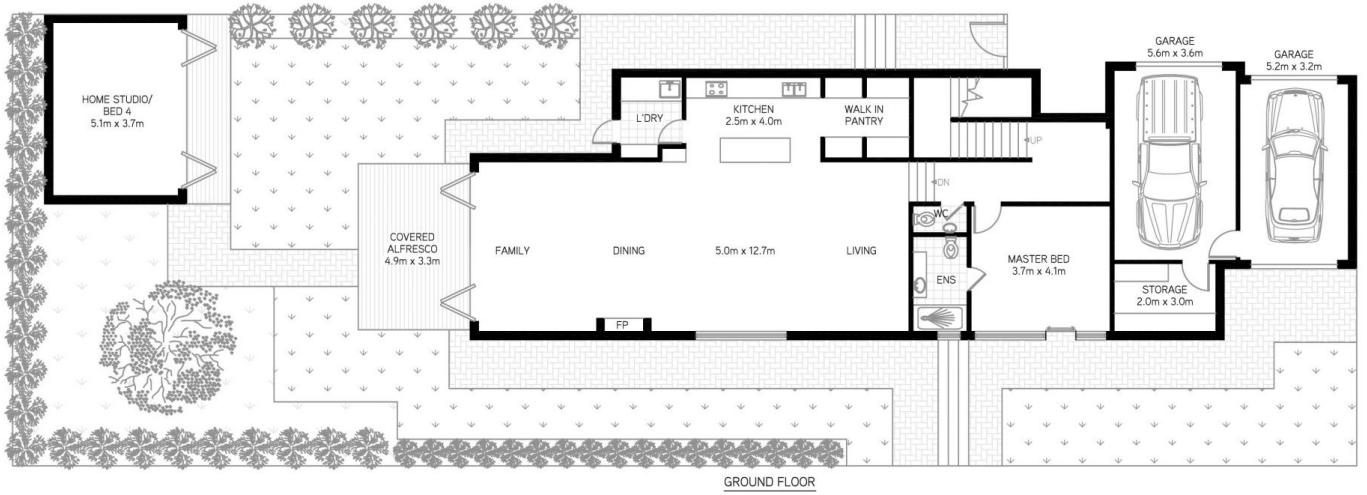 GARAGE
5.6m x 3.6m
GARAGE
5.2m x 3.2m
HOME STUDIO/
BED 4
5.1m x 3.7m
L'DRY
KITCHEN
2.5m x 4.0m
WALK IN
PANTRY
UP
DN
WC
COVERED
ALFRESCO
4.9m x 3.3m
FAMILY
DINING
5.0m x 12.7m
LIVING
ENS
MASTER BED
3.7m x 4.1m
STORAGE
2.0m x 3.0m
FP
GROUND FLOOR